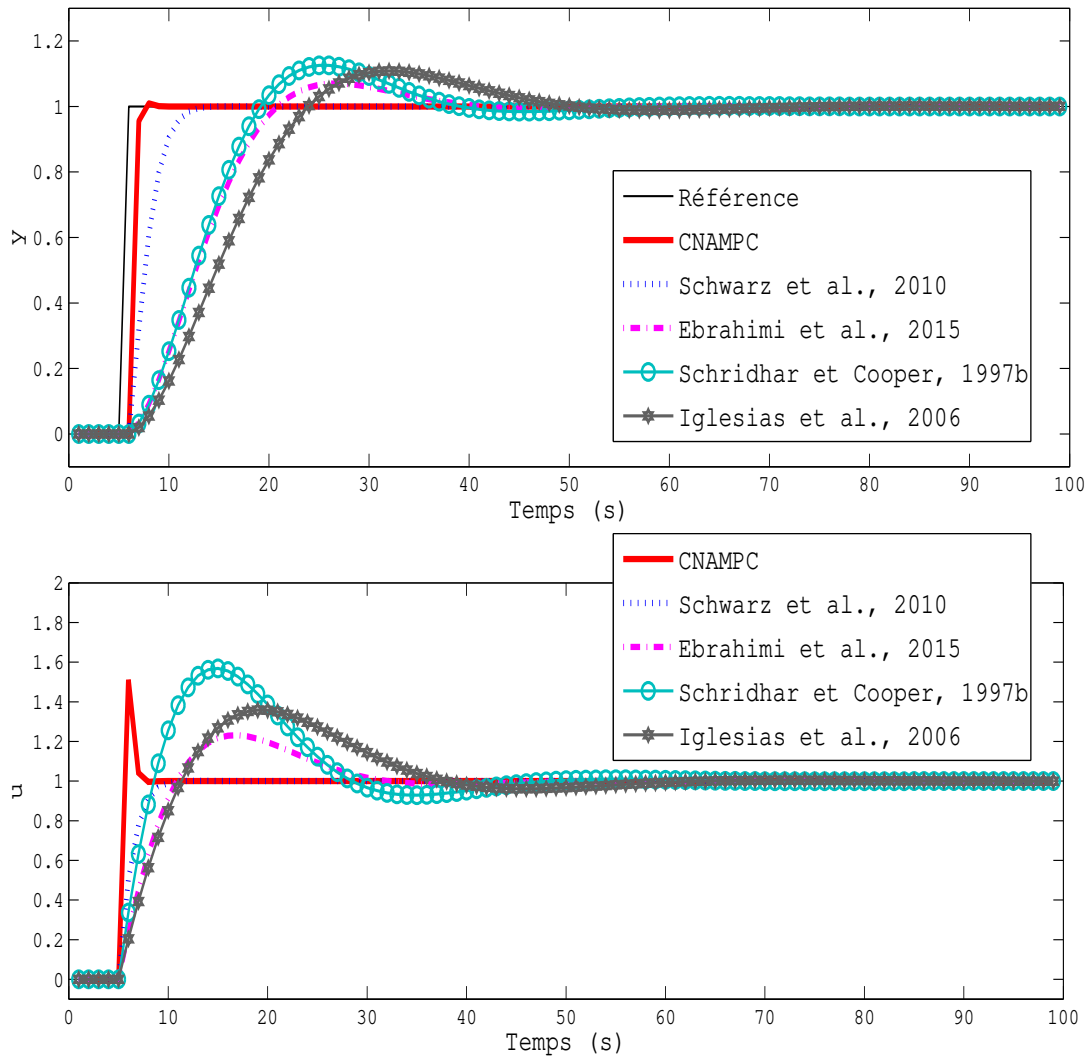 1.2
1
0.8
0.6
0.4
0.2
0
y
Référence
CNAMPC
Schwarz et al., 2010
Ebrahimi et al., 2015
Schridhar et Cooper, 1997b
Iglesias et al., 2006
0 10 20 30 40 50 60 70 80 90 100
Temps (s)
CNAMPC
Schwarz et al., 2010
Ebrahimi et al., 2015
Schridhar et Cooper, 1997b
Iglesias et al., 2006
2
1.8
1.6
1.4
1.2
1
0.8
0.6
0.4
0.2
0
u
0 10 20 30 40 50 60 70 80 90 100
Temps (s)